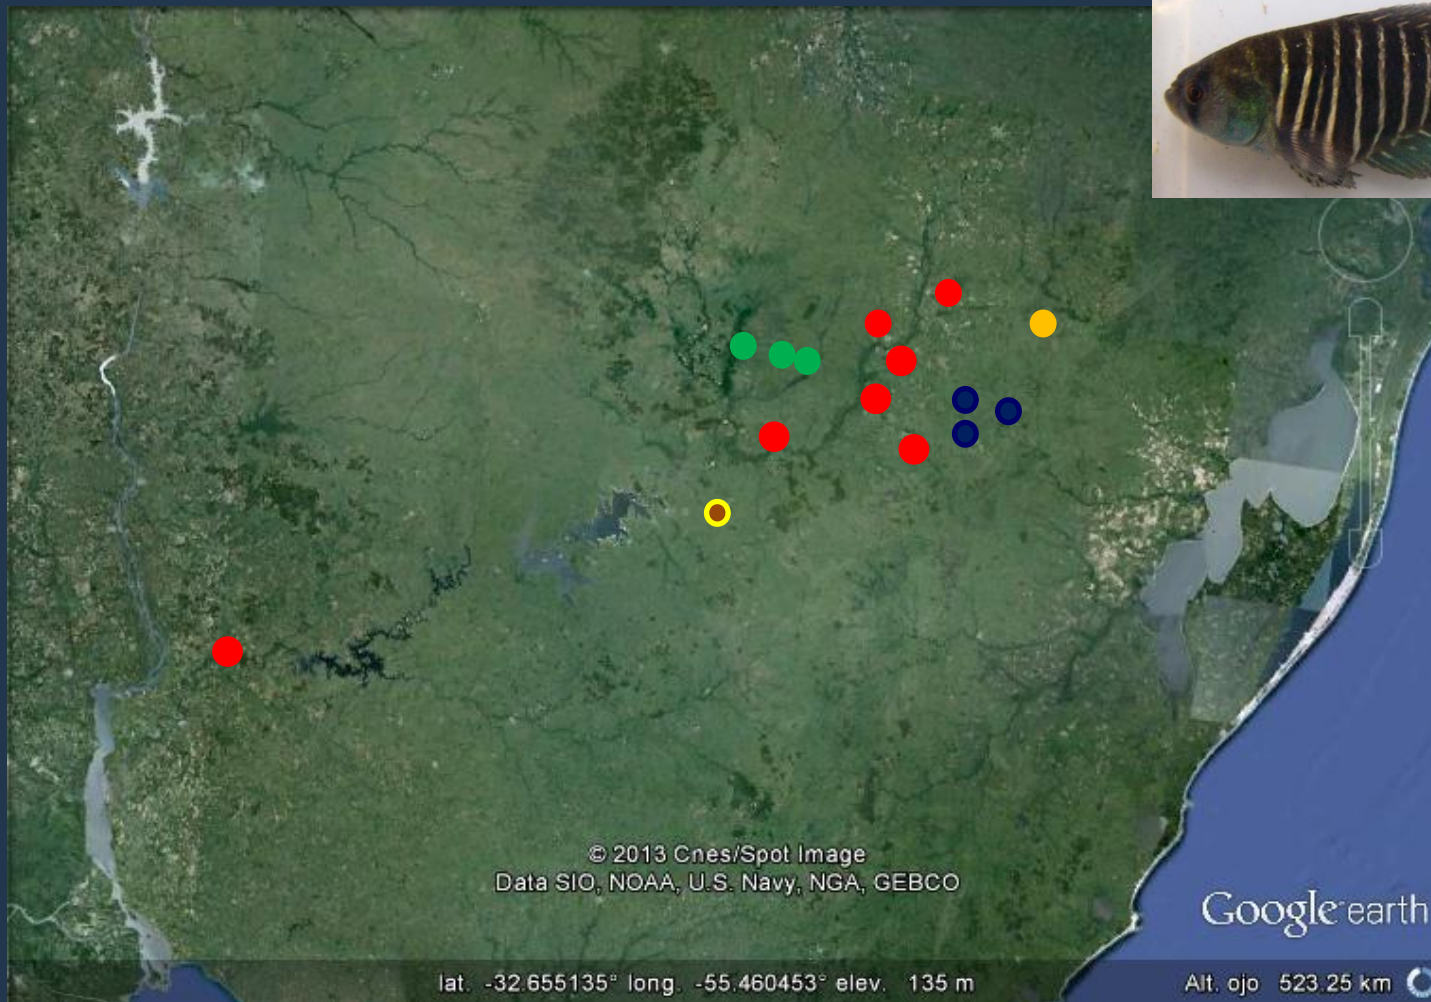 © 2013 Cnes/Spot Image
Data SIO, NOAA, U.S. Navy, NGA, GEBCO
Google earth
lat. -32.655135° long. -55.460453° elev. 135 m
Alt. ojo 523.25 km